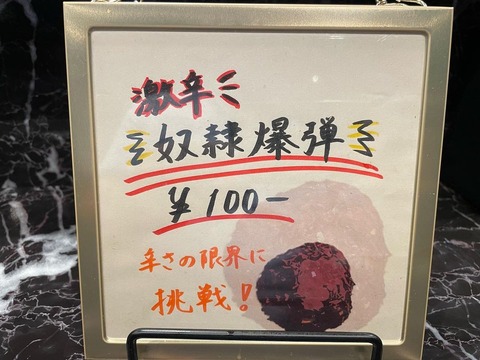 激辛
奴隷爆弾
¥100-
辛さの限界に
挑戦!